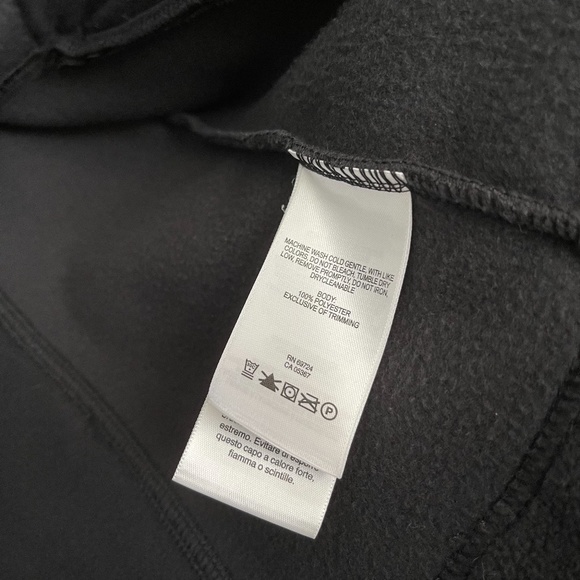 MACHINE WASH COLD GENTLE, WITH LIKE
COLORS, DO NOT BLEACH, TUMBLE DRY
LOW, REMOVE PROMPTLY, DO NOT IRON,
DRYCLEANABLE
BODY:
100% POLYESTER
EXCLUSIVE OF TRIMMING
RN 69724
CA 05367
P
estremo. Evitare di esporre
questo capo a calore forte,
fiamma o scintille.